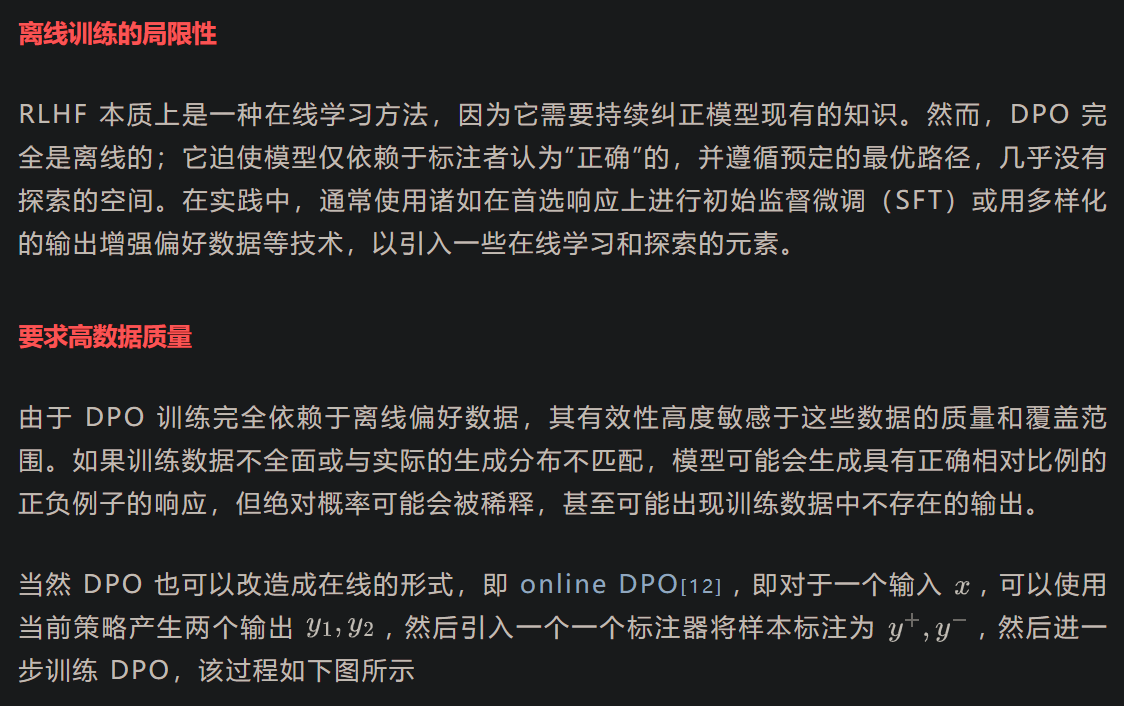 离线训练的局限性
RLHF 本质上是一种在线学习方法，因为它需要持续纠正模型现有的知识。然而，DPO 完
全是离线的；它迫使模型仅依赖于标注者认为“正确”的，并遵循预定的最优路径，几乎没有
探索的空间。在实践中，通常使用诸如在首选响应上进行初始监督微调（SFT）或用多样化
的输出增强偏好数据等技术，以引入一些在线学习和探索的元素。
要求高数据质量
由于 DPO 训练完全依赖于离线偏好数据，其有效性高度敏感于这些数据的质量和覆盖范
围。如果训练数据不全面或与实际的生成分布不匹配，模型可能会生成具有正确相对比例的
正负例子的响应，但绝对概率可能会被稀释，甚至可能出现训练数据中不存在的输出。
当然 DPO 也可以改造成在线的形式，即 online DPO[12]，即对于一个输入 x，可以使用
当前策略产生两个输出 y₁, y₂，然后引入一个一个标注器将样本标注为 y⁺, y⁻，然后进一
步训练 DPO，该过程如下图所示